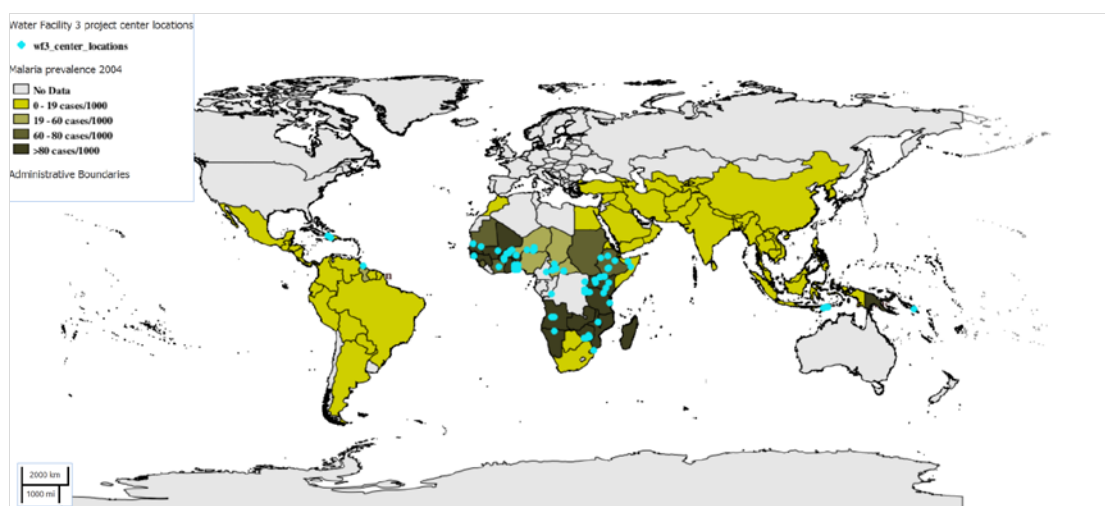 Water Facility 3 project center locations
wf3_center_locations
Malaria prevalence 2004
No Data
0 - 19 cases/1000
19 - 60 cases/1000
60 - 80 cases/1000
>80 cases/1000
Administrative Boundaries
2000 km
1000 mi